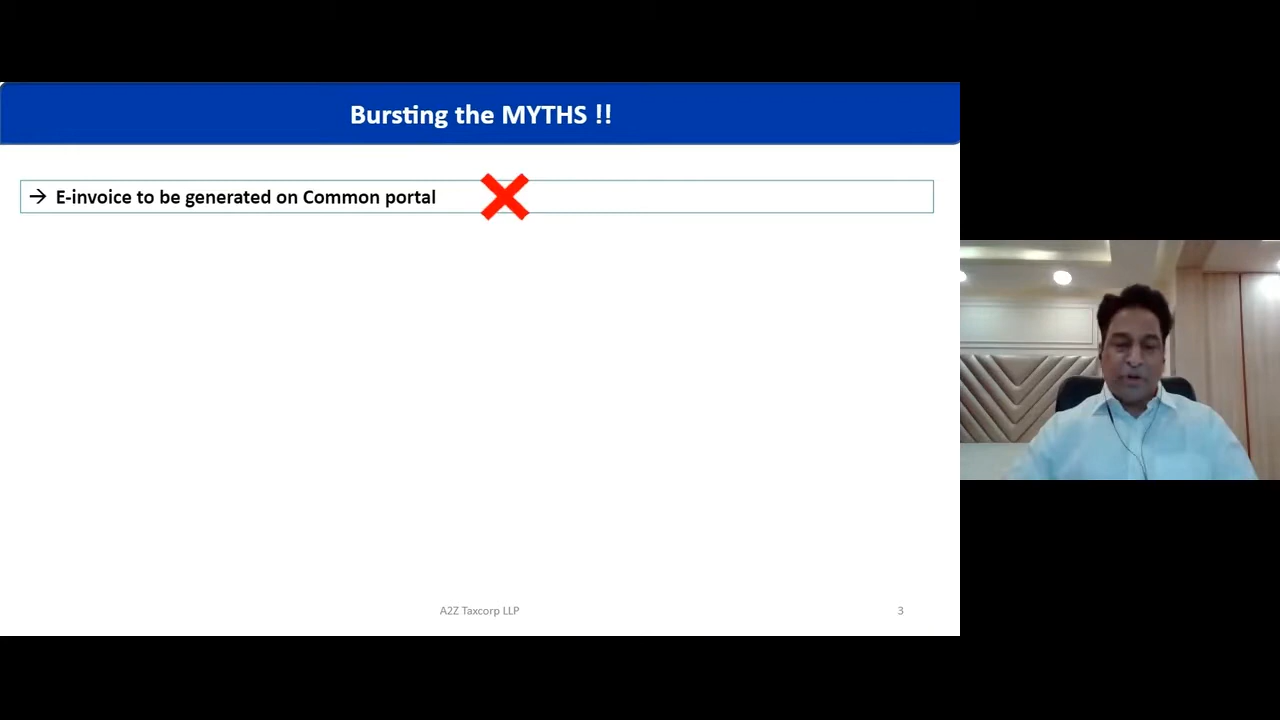 Bursting the MYTHS !!
→ E-invoice to be generated on Common portal
A2Z Taxcorp LLP
3